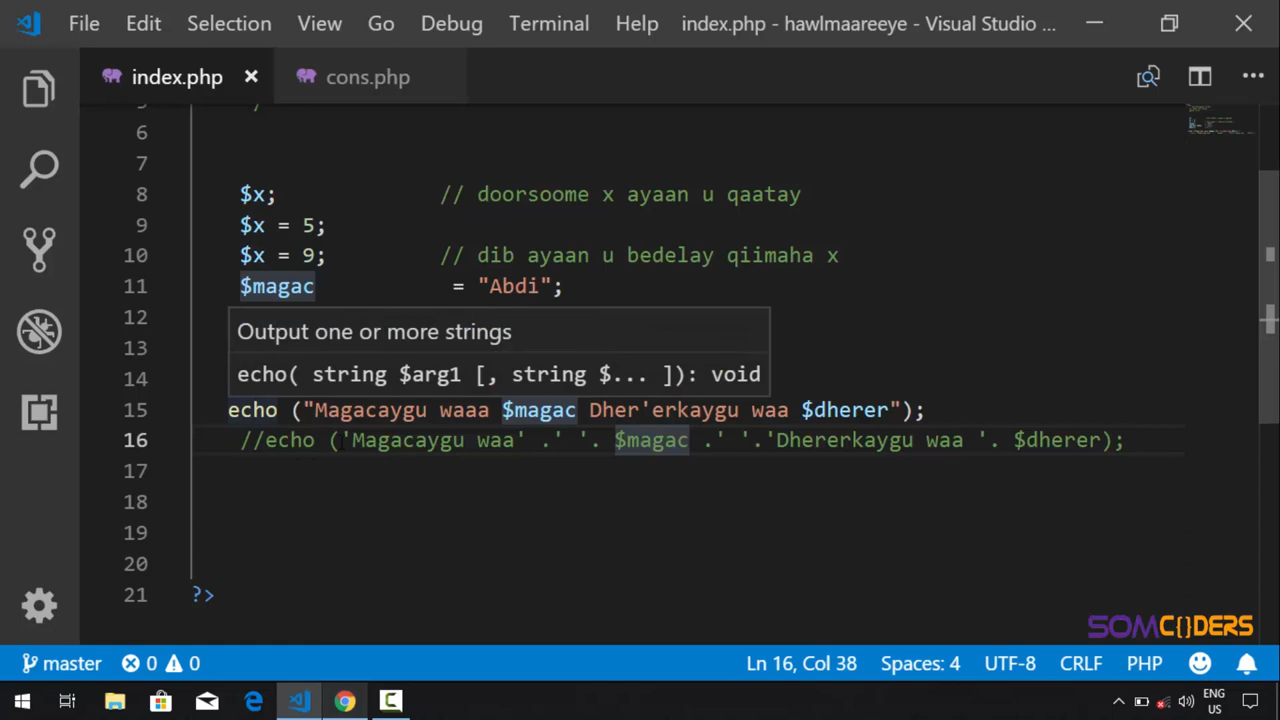 File Edit Selection View Go Debug Terminal Help index.php - hawlmaareeye - Visual Studio ...
index.php cons.php
6
7
8 $x; // doorsoome x ayaan u qaatay
9 $x = 5;
10 $x = 9; // dib ayaan u bedelay qiimaha x
11 $magac = "Abdi";
12
Output one or more strings
13
echo( string $arg1 [, string $... ]): void
14
15 echo ("Magacaygu waaa $magac Dher'erkaygu waa $dherer");
16 //echo ('Magacaygu waa' .' '. $magac .' '.'Dhererkaygu waa '. $dherer);
17
18
19
20
21 ?>
SOMC{}DERS
master 0 0 Ln 16, Col 38 Spaces: 4 UTF-8 CRLF PHP
ENG
US